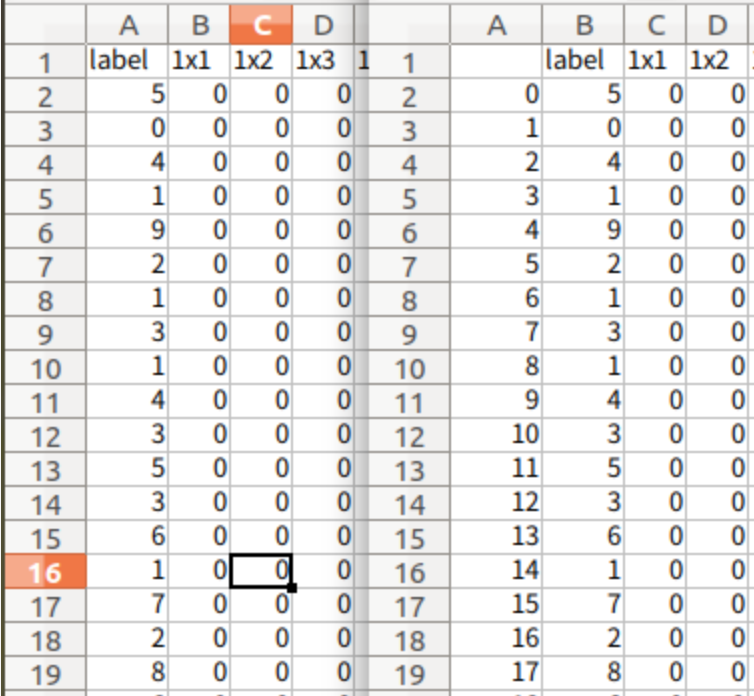 A B C D A B C D
1 label 1x1 1x2 1x3 1 1 label 1x1 1x2
2 5 0 0 0 2 0 5 0 0
3 0 0 0 0 3 1 0 0 0
4 4 0 0 0 4 2 4 0 0
5 1 0 0 0 5 3 1 0 0
6 9 0 0 0 6 4 9 0 0
7 2 0 0 0 7 5 2 0 0
8 1 0 0 0 8 6 1 0 0
9 3 0 0 0 9 7 3 0 0
10 1 0 0 0 10 8 1 0 0
11 4 0 0 0 11 9 4 0 0
12 3 0 0 0 12 10 3 0 0
13 5 0 0 0 13 11 5 0 0
14 3 0 0 0 14 12 3 0 0
15 6 0 0 0 15 13 6 0 0
16 1 0 0 0 16 14 1 0 0
17 7 0 0 0 17 15 7 0 0
18 2 0 0 0 18 16 2 0 0
19 8 0 0 0 19 17 8 0 0